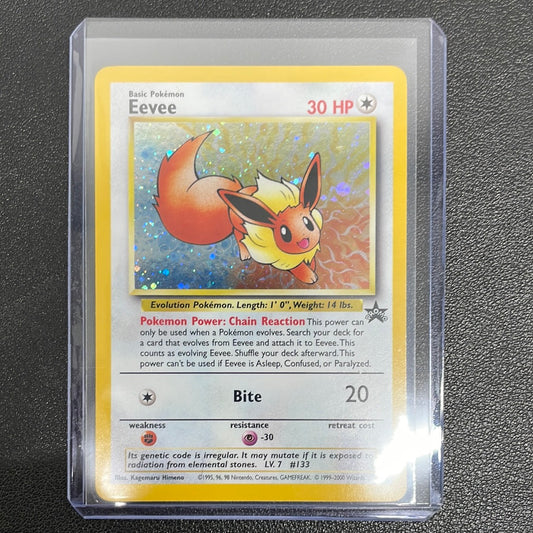 Basic Pokémon
Eevee
30 HP
Evolution Pokémon. Length: 1' 0", Weight: 14 lbs.
Pokemon Power: Chain Reaction This power can
only be used when a Pokémon evolves. Search your deck for
a card that evolves from Eevee and attach it to Eevee. This
counts as evolving Eevee. Shuffle your deck afterward. This
power can't be used if Eevee is Asleep, Confused, or Paralyzed.
PROMO
Bite 20
weakness resistance retreat cost
-30
Its genetic code is irregular. It may mutate if it is exposed to
radiation from elemental stones. LV. 7 #133
Illus. Kagemaru Himeno ©1995, 96, 98 Nintendo, Creatures, GAMEFREAK. © 1999-2000 Wizards